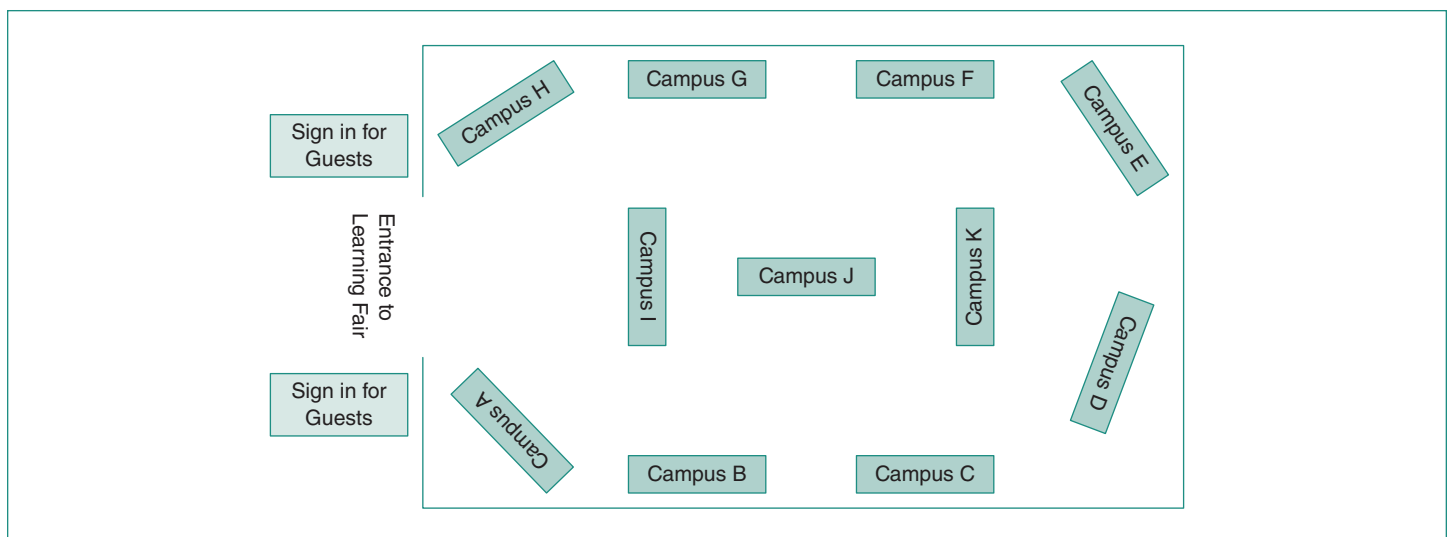 Campus H
Campus G
Campus F
Campus E
Sign in for
Guests
Entrance to
Learning Fair
Campus I
Campus J
Campus K
Campus D
Sign in for
Guests
Campus A
Campus B
Campus C